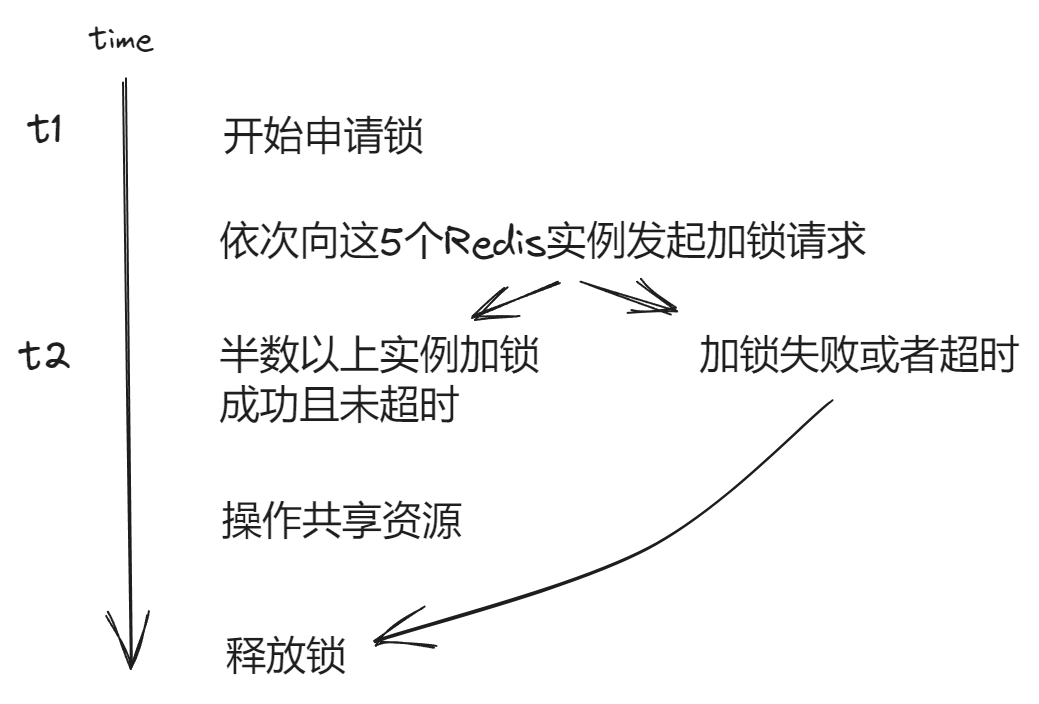 time
t1
开始申请锁
依次向这5个Redis实例发起加锁请求
t2
半数以上实例加锁
成功且未超时
加锁失败或者超时
操作共享资源
释放锁